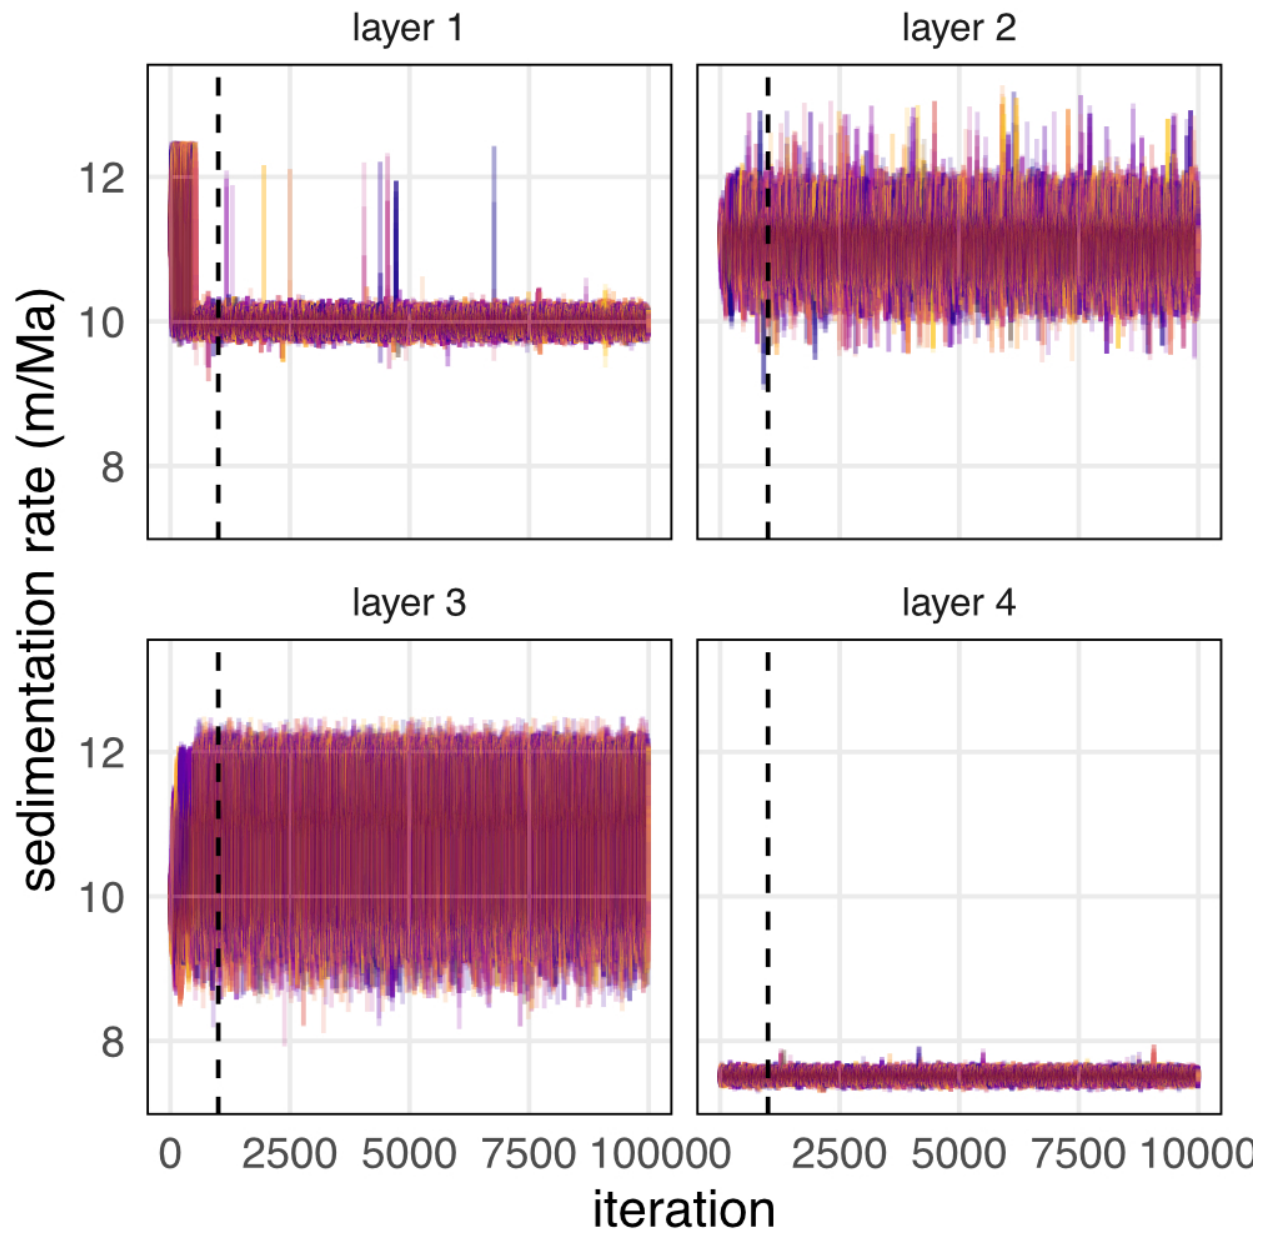 layer 1
layer 2
12
10
8
layer 3
layer 4
12
10
8
sedimentation rate (m/Ma)
0 2500 5000 7500 100000 2500 5000 7500 10000
iteration